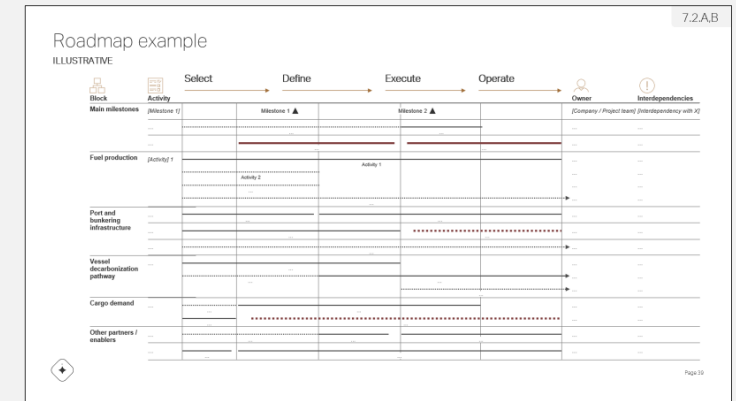 7.2.A,B
Roadmap example
ILLUSTRATIVE
Select Define Execute Operate
Block Activity Owner Interdependencies
Main milestones [Milestone 1] Milestone 1 Milestone 2 [Company / Project team] [Interdependency with X]
Fuel production [Activity] 1 Activity 1
Activity 2
Port and
bunkering
infrastructure
Vessel
decarbonization
pathway
Cargo demand
Other partners /
enablers
Page 39